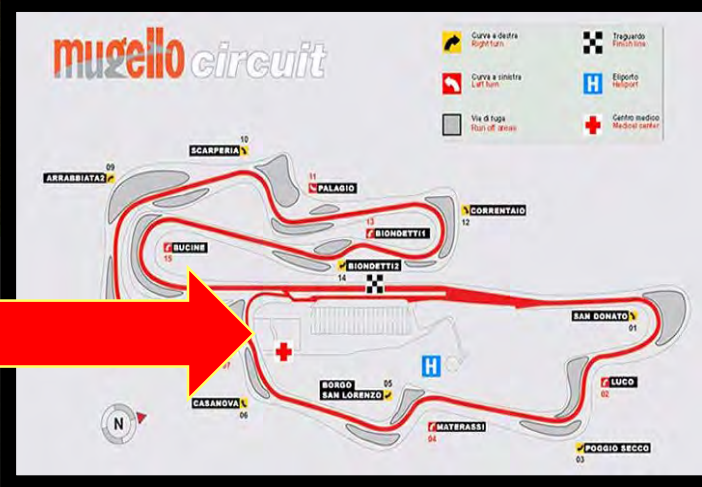 mugello circuit
Curva a destra
Right turn
Traguardo
Finish line
Curva a sinistra
Left turn
H
Eliporto
Heliport
Vie di fuga
Run off areas
Centro medico
Medical center
10
SCARPERIA
09
ARRABBIATA2
11
PALAGIO
CORRENTAIO
12
13
BIONDETTI1
BUCINE
15
BIONDETTI2
14
SAN DONATO
01
07
H
05
BORGO
SAN LORENZO
LUCO
02
CASANOVA
06
N
MATERASSI
04
POGGIO SECCO
03